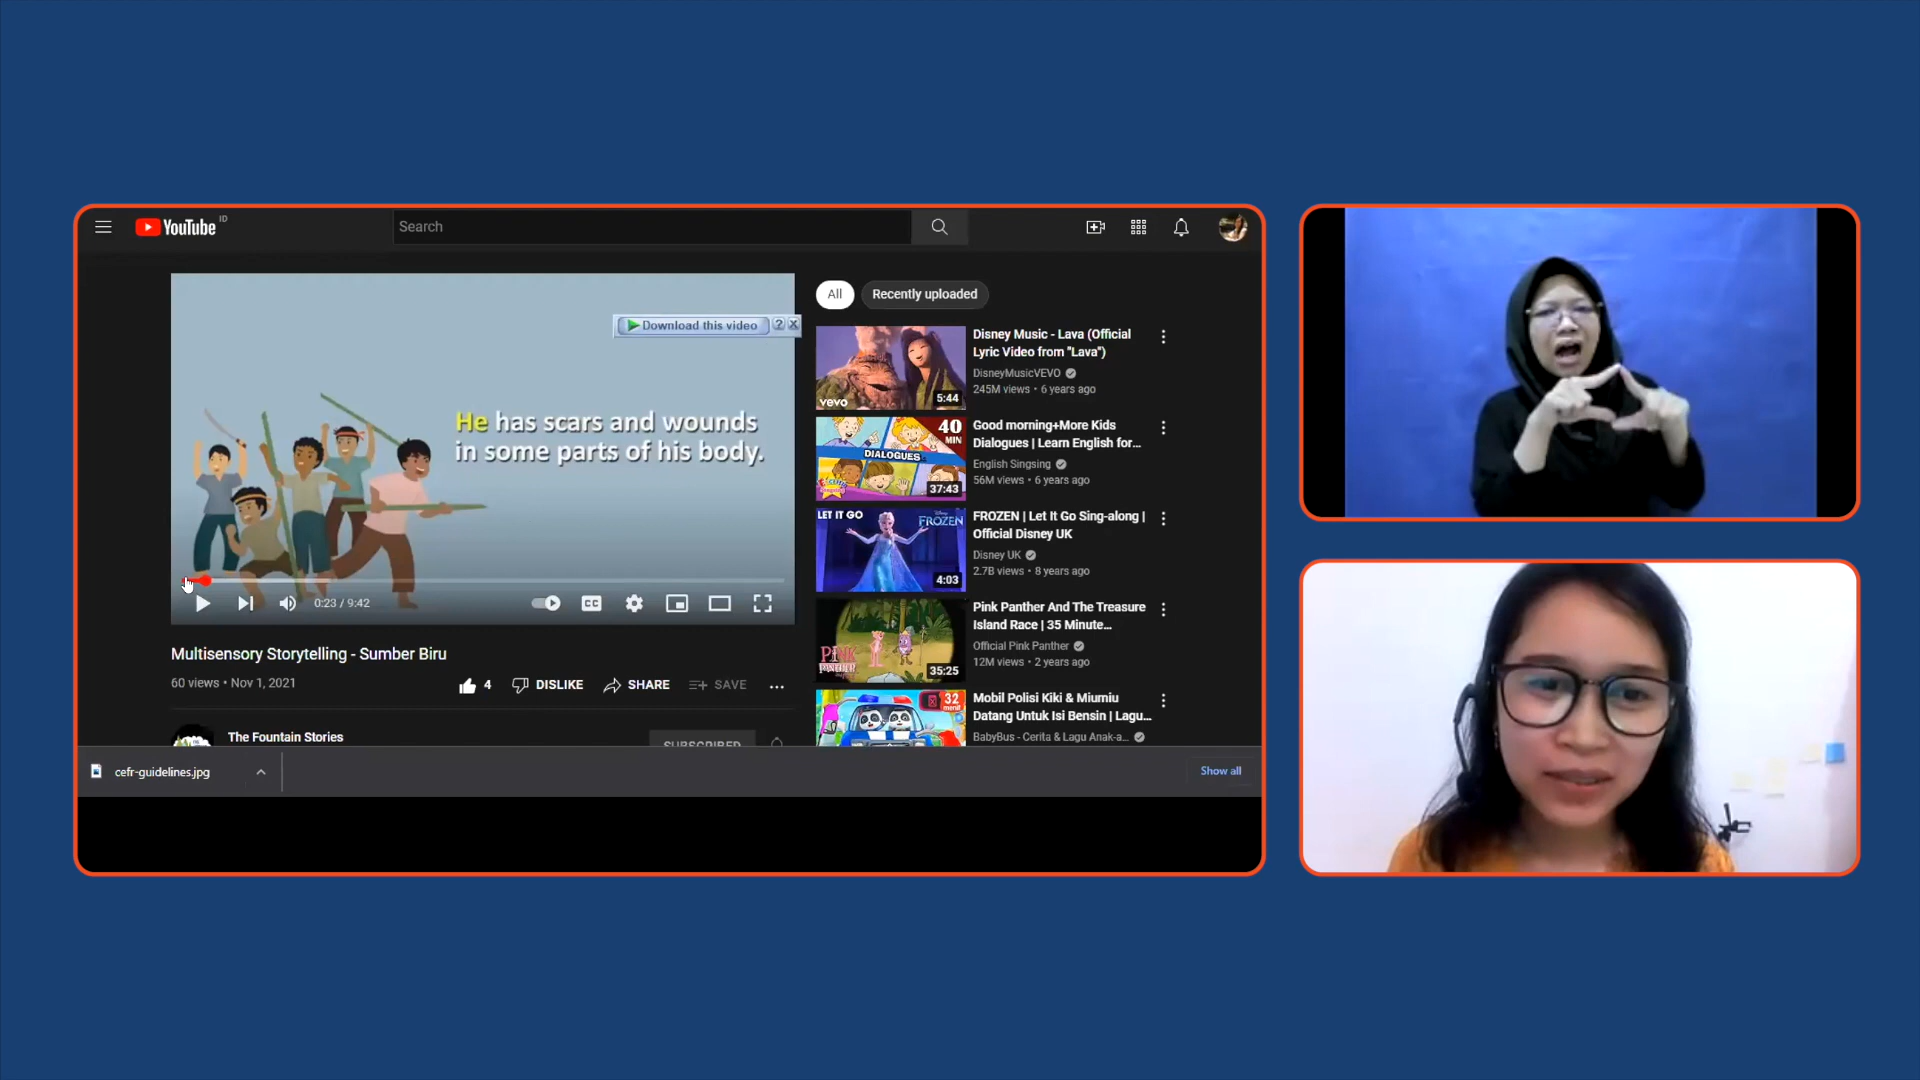 YouTube ID
Search
Download this video
?
He has scars and wounds
in some parts of his body.
0:23 / 9:42
CC
Multisensory Storytelling - Sumber Biru
60 views • Nov 1, 2021
4
DISLIKE
SHARE
SAVE
The Fountain Stories
SUBSCRIBED
All
Recently uploaded
vevo
5:44
Disney Music - Lava (Official
Lyric Video from "Lava")
DisneyMusicVEVO
245M views • 6 years ago
40
MIN
DIALOGUES
37:43
Good morning+More Kids
Dialogues | Learn English for...
English Singsing
56M views • 6 years ago
LET IT GO
Disney
FROZEN
4:03
FROZEN | Let It Go Sing-along |
Official Disney UK
Disney UK
2.7B views • 8 years ago
PINK
PANTHER
35:25
Pink Panther And The Treasure
Island Race | 35 Minute...
Official Pink Panther
12M views • 2 years ago
32
menit
Mobil Polisi Kiki & Miumiu
Datang Untuk Isi Bensin | Lagu...
BabyBus - Cerita & Lagu Anak-a...
cefr-guidelines.jpg
Show all